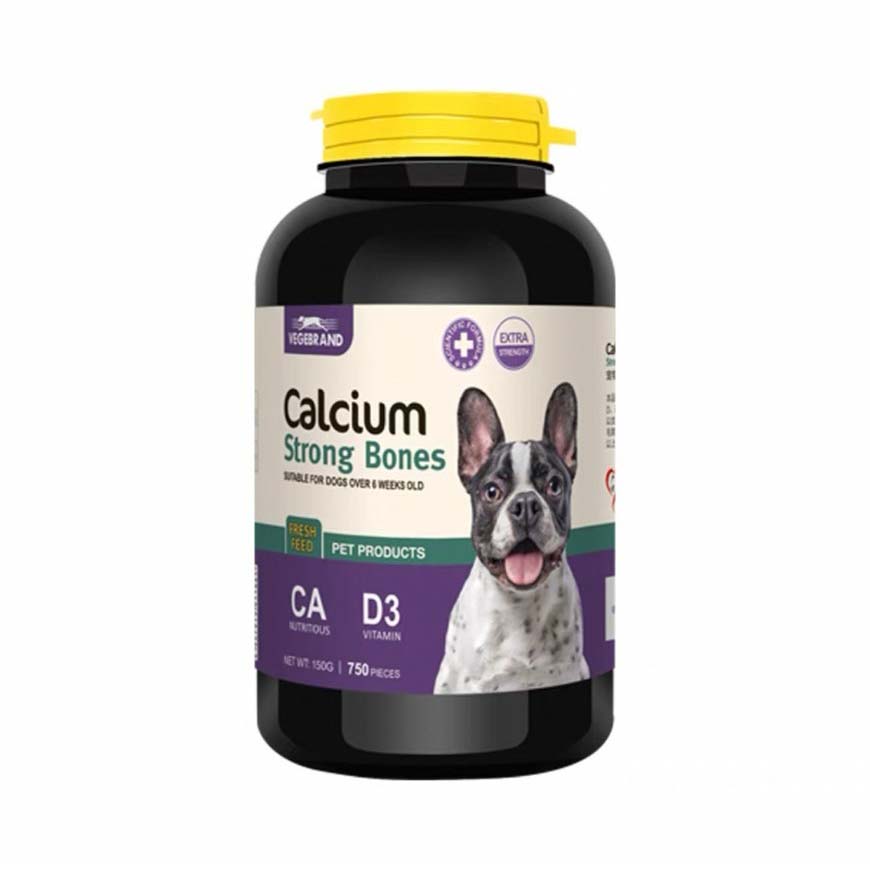 VEGEBRAND
SCIENTIFIC FORMULA
EXTRA
STRENGTH
Calcium
Strong Bones
SUITABLE FOR DOGS OVER 6 WEEKS OLD
FRESH
FEED
PET PRODUCTS
CA
NUTRITIOUS
D3
VITAMIN
NET WT: 150G | 750 PIECES